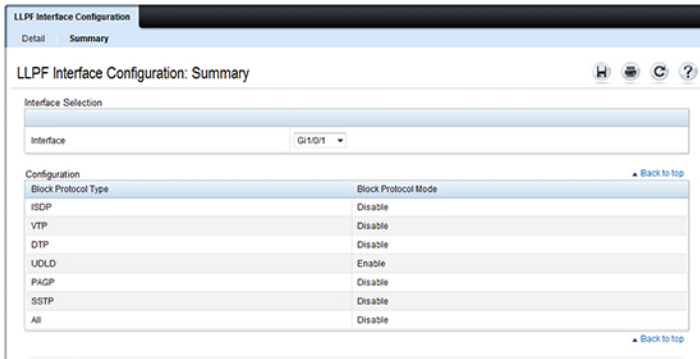 LLPF Interface Configuration
Detail Summary
LLPF Interface Configuration: Summary
?
Interface Selection
Interface Gi1/0/1
Configuration
Back to top
Block Protocol Type Block Protocol Mode
ISDP Disable
VTP Disable
DTP Disable
UDLD Enable
PAGP Disable
SSTP Disable
All Disable
Back to top